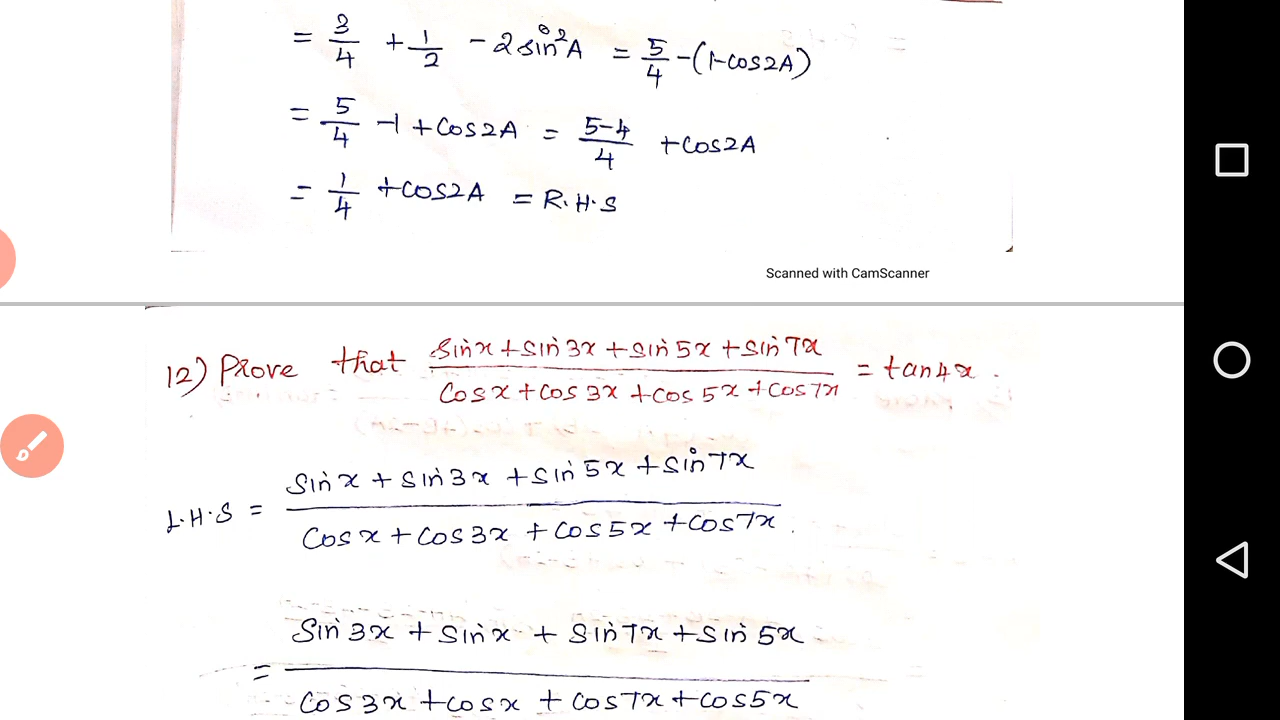 = 3/4 + 1/2 - 2 sin²A = 5/4 - (1-cos2A)
= 5/4 - 1 + cos2A = (5-4)/4 + cos2A
= 1/4 + cos2A = R.H.S
Scanned with CamScanner
12) Prove that (sinx + sin3x + sin5x + sin7x)/(cosx + cos3x + cos5x + cos7x) = tan4x.
L.H.S = (sinx + sin3x + sin5x + sin7x)/(cosx + cos3x + cos5x + cos7x).
= (sin3x + sinx + sin7x + sin5x)/(cos3x + cosx + cos7x + cos5x)